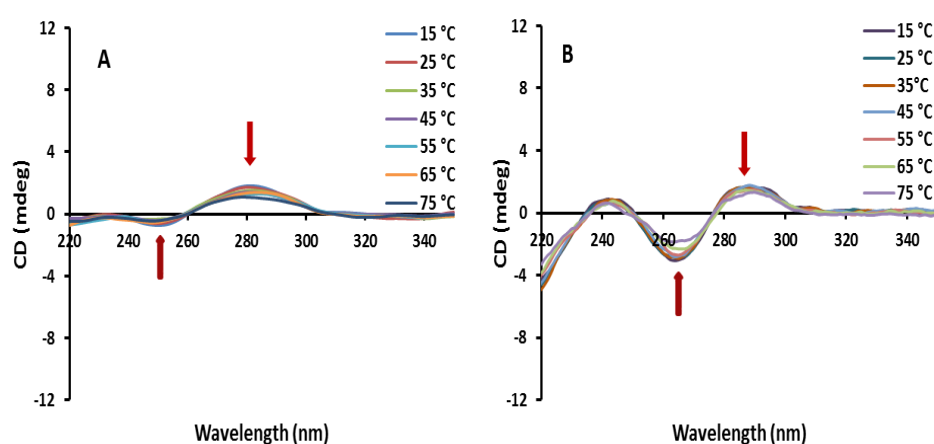 A
CD (mdeg)
12
8
4
0
-4
-8
-12
220 240 260 280 300 320 340
Wavelength (nm)
15 °C
25 °C
35 °C
45 °C
55 °C
65 °C
75 °C
B
CD (mdeg)
12
8
4
0
-4
-8
-12
220 240 260 280 300 320 340
Wavelength (nm)
15 °C
25 °C
35°C
45 °C
55 °C
65 °C
75 °C